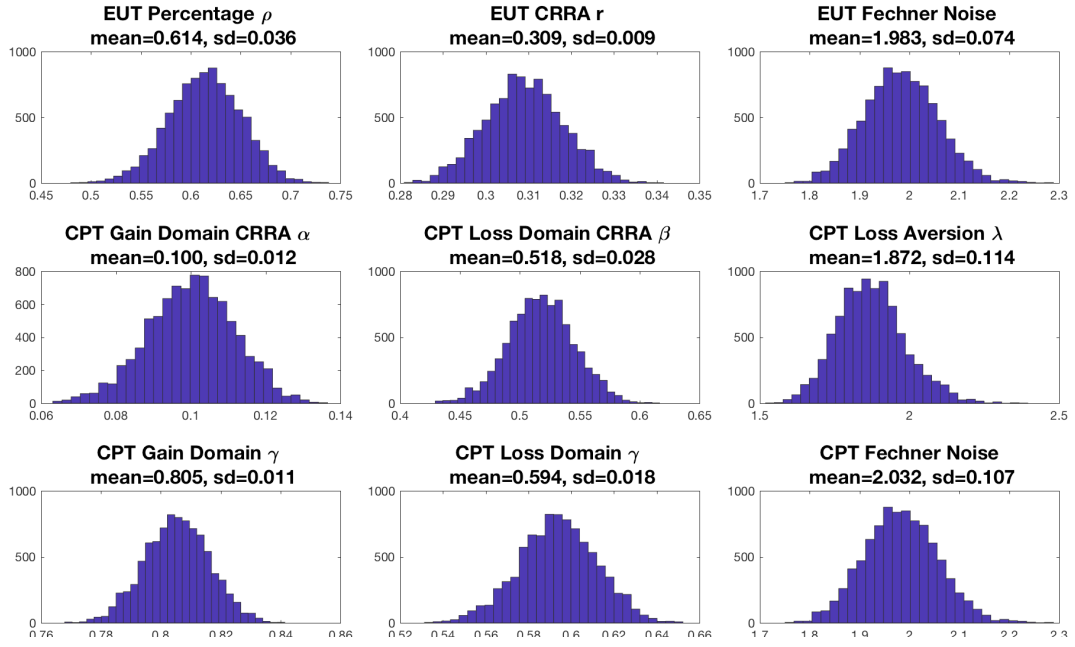 EUT Percentage ρ
mean=0.614, sd=0.036
1000
500
0
0.45 0.5 0.55 0.6 0.65 0.7 0.75
EUT CRRA r
mean=0.309, sd=0.009
1000
500
0
0.28 0.29 0.3 0.31 0.32 0.33 0.34 0.35
EUT Fechner Noise
mean=1.983, sd=0.074
1000
500
0
1.7 1.8 1.9 2 2.1 2.2 2.3
CPT Gain Domain CRRA α
mean=0.100, sd=0.012
800
600
400
200
0
0.06 0.08 0.1 0.12 0.14
CPT Loss Domain CRRA β
mean=0.518, sd=0.028
1000
500
0
0.4 0.45 0.5 0.55 0.6 0.65
CPT Loss Aversion λ
mean=1.872, sd=0.114
1000
500
0
1.5 2 2.5
CPT Gain Domain γ
mean=0.805, sd=0.011
1000
500
0
0.76 0.78 0.8 0.82 0.84 0.86
CPT Loss Domain γ
mean=0.594, sd=0.018
1000
500
0
0.52 0.54 0.56 0.58 0.6 0.62 0.64 0.66
CPT Fechner Noise
mean=2.032, sd=0.107
1000
500
0
1.7 1.8 1.9 2 2.1 2.2 2.3